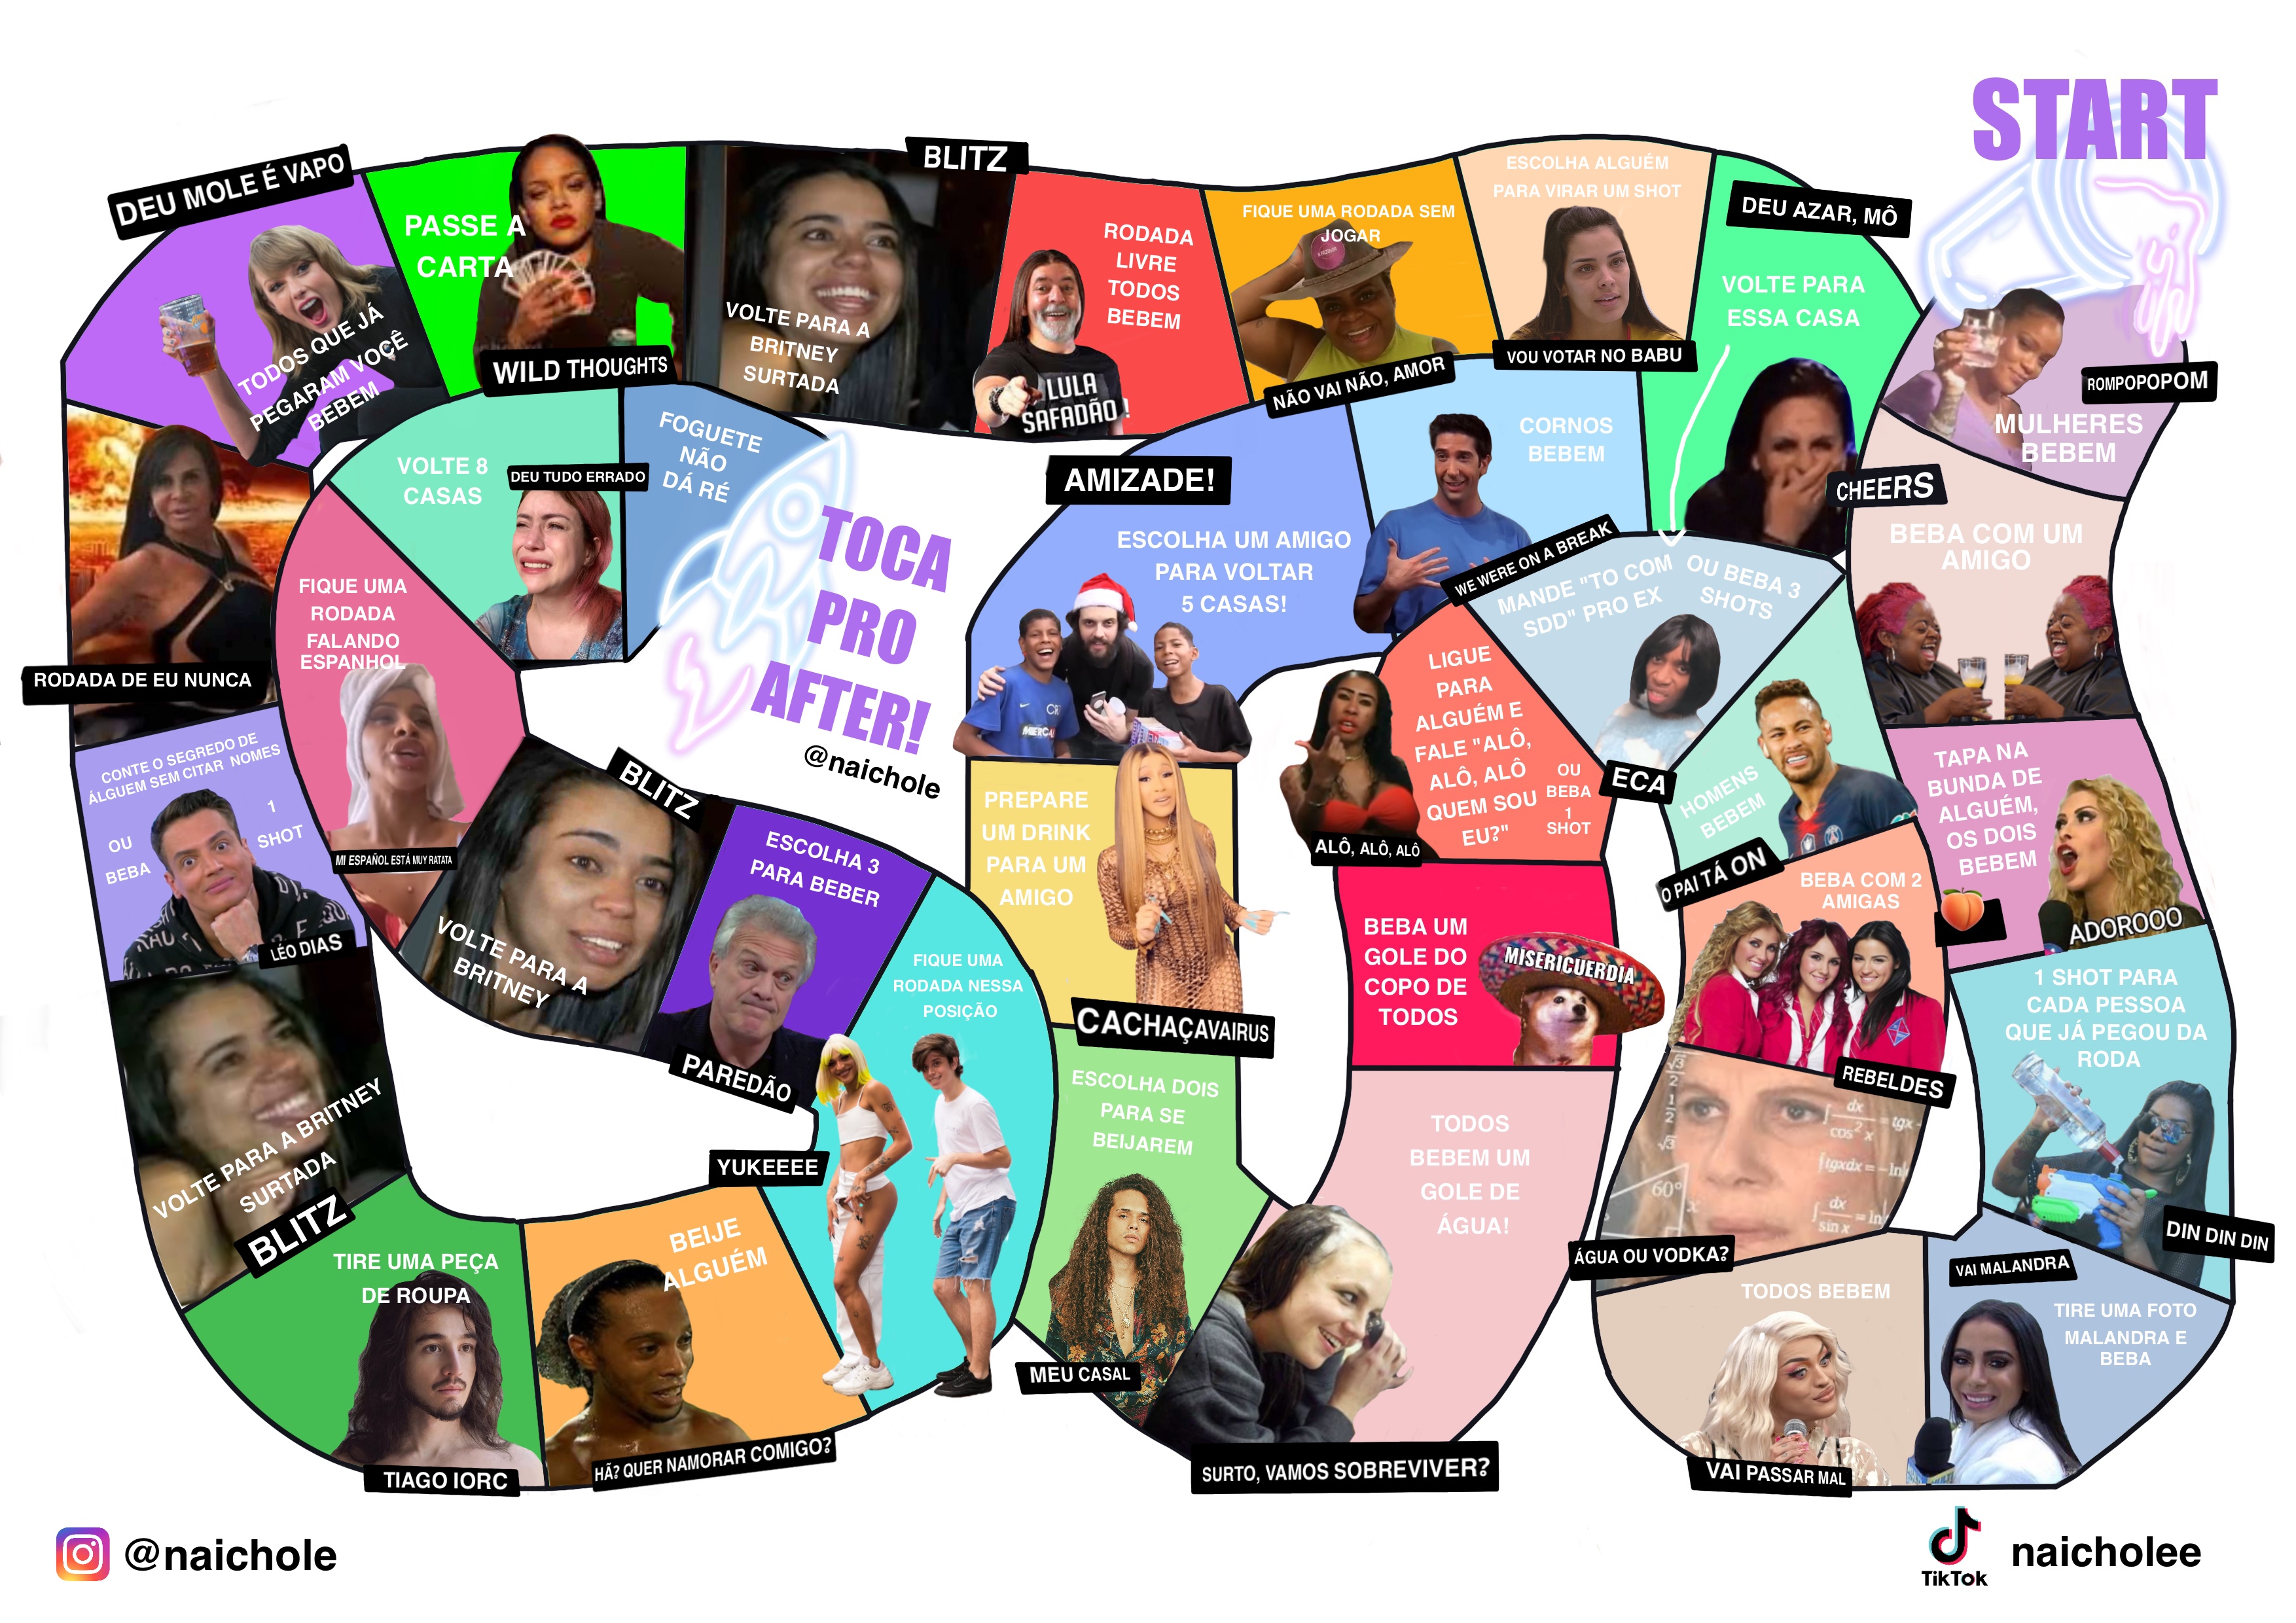 START
ROMPOPOPOM
MULHERES
BEBEM
CHEERS
BEBA COM UM
AMIGO
TAPA NA
BUNDA DE
ALGUÉM,
OS DOIS
BEBEM
ADOROOO
1 SHOT PARA
CADA PESSOA
QUE JÁ PEGOU DA
RODA
DIN DIN DIN
VAI MALANDRA
TIRE UMA FOTO
MALANDRA E
BEBA
TODOS BEBEM
VAI PASSAR MAL
ÁGUA OU VODKA?
BEBA COM 2
AMIGAS
REBELDES
HOMENS
BEBEM
O PAI TÁ ON
MANDE "TO COM
SDD" PRO EX
OU BEBA 3
SHOTS
ECA
LIGUE
PARA
ALGUÉM E
FALE "ALÔ,
ALÔ, ALÔ
QUEM SOU
EU?"
OU
BEBA
1
SHOT
ALÔ, ALÔ, ALÔ
BEBA UM
GOLE DO
COPO DE
TODOS
MISERICUERDIA
TODOS
BEBEM UM
GOLE DE
ÁGUA!
SURTO, VAMOS SOBREVIVER?
ESCOLHA DOIS
PARA SE
BEIJAREM
MEU CASAL
PREPARE
UM DRINK
PARA UM
AMIGO
CACHAÇAVAIRUS
AMIZADE!
ESCOLHA UM AMIGO
PARA VOLTAR
5 CASAS!
CORNOS
BEBEM
WE WERE ON A BREAK
DEU AZAR, MÔ
VOLTE PARA
ESSA CASA
ESCOLHA ALGUÉM
PARA VIRAR UM SHOT
VOU VOTAR NO BABU
FIQUE UMA RODADA SEM
JOGAR
NÃO VAI NÃO, AMOR
RODADA
LIVRE
TODOS
BEBEM
LULA
SAFADÃO !
BLITZ
VOLTE PARA A
BRITNEY
SURTADA
PASSE A
CARTA
WILD THOUGHTS
DEU MOLE É VAPO
TODOS QUE JÁ
PEGARAM VOCÊ
BEBEM
RODADA DE EU NUNCA
CONTE O SEGREDO DE
ÁLGUEM SEM CITAR NOMES
OU
BEBA
1
SHOT
LÉO DIAS
VOLTE PARA A BRITNEY
SURTADA
BLITZ
TIRE UMA PEÇA
DE ROUPA
TIAGO IORC
BEIJE
ALGUÉM
HÃ? QUER NAMORAR COMIGO?
FIQUE UMA
RODADA NESSA
POSIÇÃO
YUKEEEE
ESCOLHA 3
PARA BEBER
PAREDÃO
BLITZ
VOLTE PARA A
BRITNEY
FIQUE UMA
RODADA
FALANDO
ESPANHOL
MI ESPAÑOL ESTÁ MUY RATATA
VOLTE 8
CASAS
DEU TUDO ERRADO
FOGUETE
NÃO
DÁ RÉ
TOCA
PRO
AFTER!
@naichole
@naichole
TikTok
naicholee